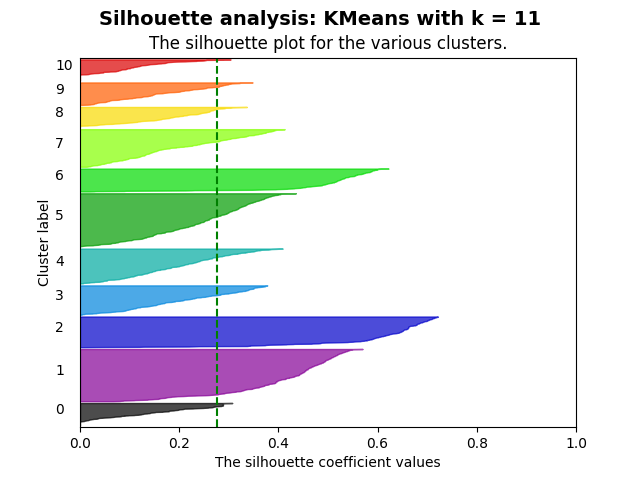 Silhouette analysis: KMeans with k = 11
The silhouette plot for the various clusters.
10
9
8
7
6
5
4
3
2
1
0
Cluster label
0.0 0.2 0.4 0.6 0.8 1.0
The silhouette coefficient values